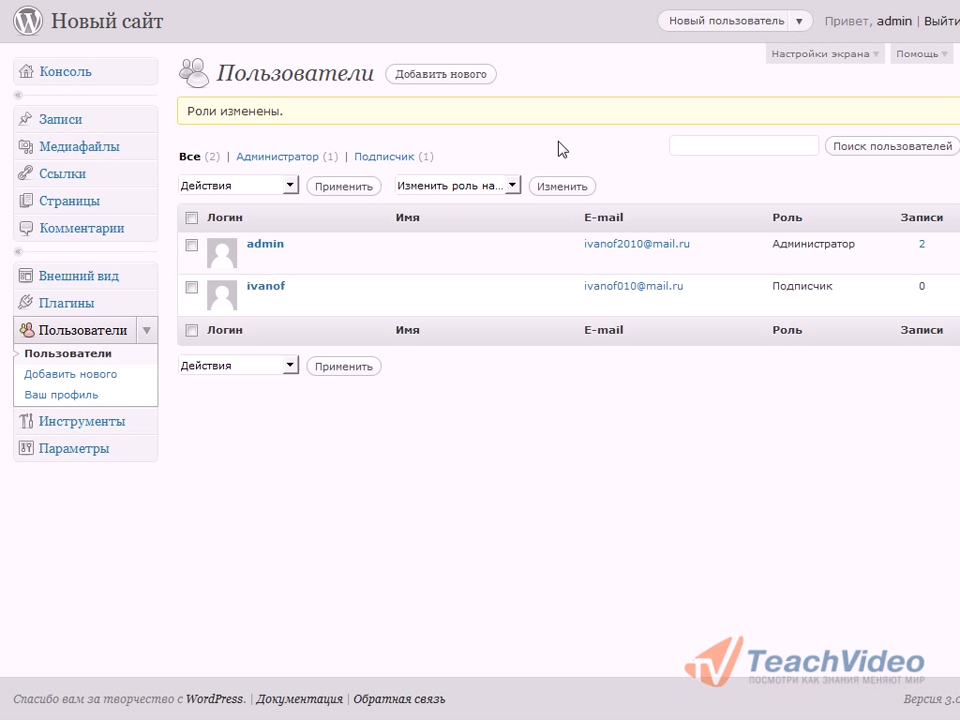 Новый сайт
Новый пользователь
Привет, admin | Выйти
Настройки экрана
Помощь
Консоль
Записи
Медиафайлы
Ссылки
Страницы
Комментарии
Внешний вид
Плагины
Пользователи
Пользователи
Добавить нового
Ваш профиль
Инструменты
Параметры
Пользователи
Добавить нового
Роли изменены.
Все (2) | Администратор (1) | Подписчик (1)
Поиск пользователей
Действия Применить Изменить роль на... Изменить
Логин Имя E-mail Роль Записи
admin ivanof2010@mail.ru Администратор 2
ivanof ivanof010@mail.ru Подписчик 0
Логин Имя E-mail Роль Записи
Действия Применить
TeachVideo
ПОСМОТРИ КАК ЗНАНИЯ МЕНЯЮТ МИР
Спасибо вам за творчество с WordPress. | Документация | Обратная связь
Версия 3.